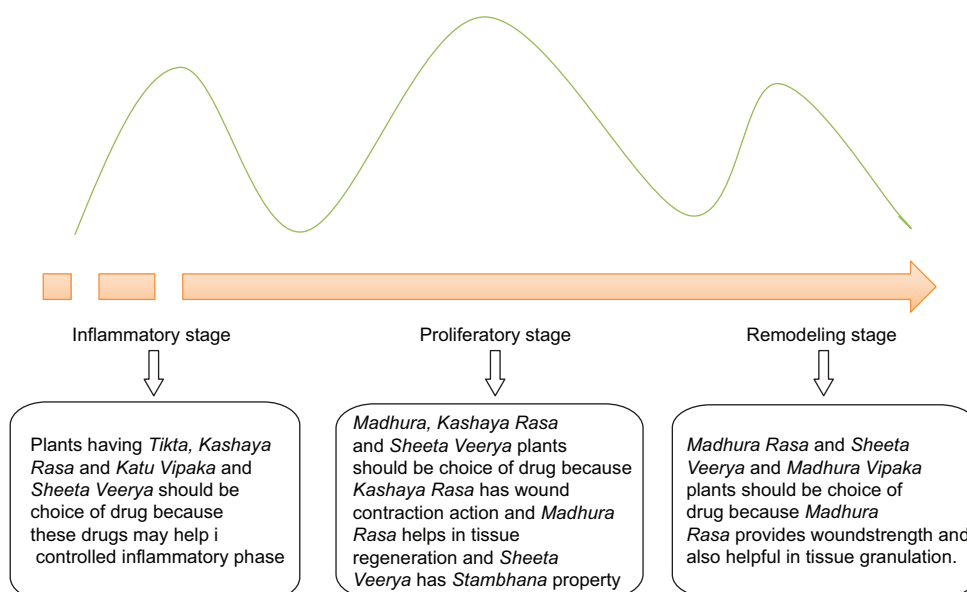 Inflammatory stage
Proliferatory stage
Remodeling stage
Plants having Tikta, Kashaya
Rasa and Katu Vipaka and
Sheeta Veerya should be
choice of drug because
these drugs may help i
controlled inflammatory phase
Madhura, Kashaya Rasa
and Sheeta Veerya plants
should be choice of drug because
Kashaya Rasa has wound
contraction action and Madhura
Rasa helps in tissue
regeneration and Sheeta
Veerya has Stambhana property
Madhura Rasa and Sheeta
Veerya and Madhura Vipaka
plants should be choice of
drug because Madhura
Rasa provides woundstrength and
also helpful in tissue granulation.